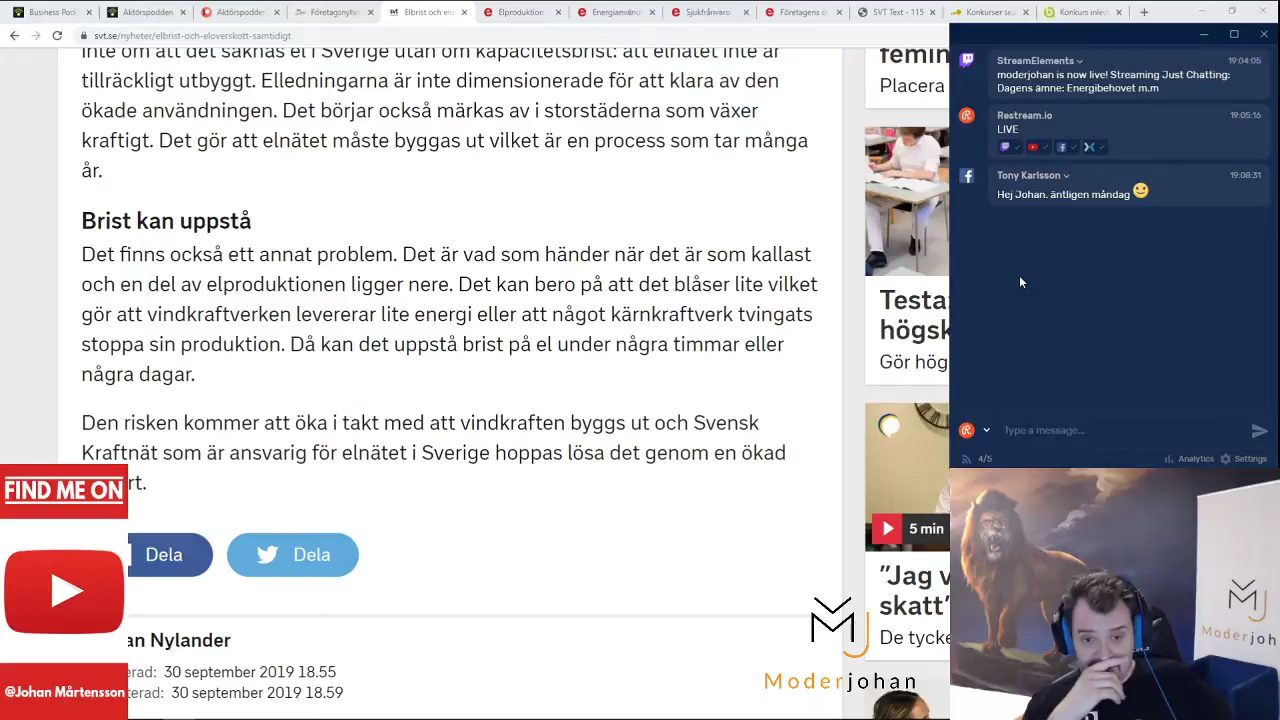 Business Pod
Aktörspodden
Aktörspodden
Företagsnyhe
Elbrist och elo
Elproduktion
Energianvän
Sjukfrånvaro
Företagens
SVT Text - 115
Konkurser se
Konkurs inle
svt.se/nyheter/elbrist-och-eloverskott-samtidigt
inte om att det saknas el i Sverige utan om kapacitetsbrist: att elnätet inte är
tillräckligt utbyggt. Elledningarna är inte dimensionerade för att klara av den
ökade användningen. Det börjar också märkas av i storstäderna som växer
kraftigt. Det gör att elnätet måste byggas ut vilket är en process som tar många
år.
Brist kan uppstå
Det finns också ett annat problem. Det är vad som händer när det är som kallast
och en del av elproduktionen ligger nere. Det kan bero på att det blåser lite vilket
gör att vindkraftverken levererar lite energi eller att något kärnkraftverk tvingats
stoppa sin produktion. Då kan det uppstå brist på el under några timmar eller
några dagar.
Den risken kommer att öka i takt med att vindkraften byggs ut och Svensk
Kraftnät som är ansvarig för elnätet i Sverige hoppas lösa det genom en ökad
rt.
Dela
Dela
an Nylander
erad: 30 september 2019 18.55
terad: 30 september 2019 18.59
FIND ME ON
@Johan Mårtensson
femin
Placera
Testa:
högsk
Gör hög
5 min
"Jag v
skatt"
De tycke
Moderjohan
StreamElements
19:04:05
moderjohan is now live! Streaming Just Chatting:
Dagens ämne: Energibehovet m.m
Restream.io
19:05:16
LIVE
Tony Karlsson
19:08:31
Hej Johan. äntligen måndag
Type a message...
4/5
Analytics
Settings
Moderjoh